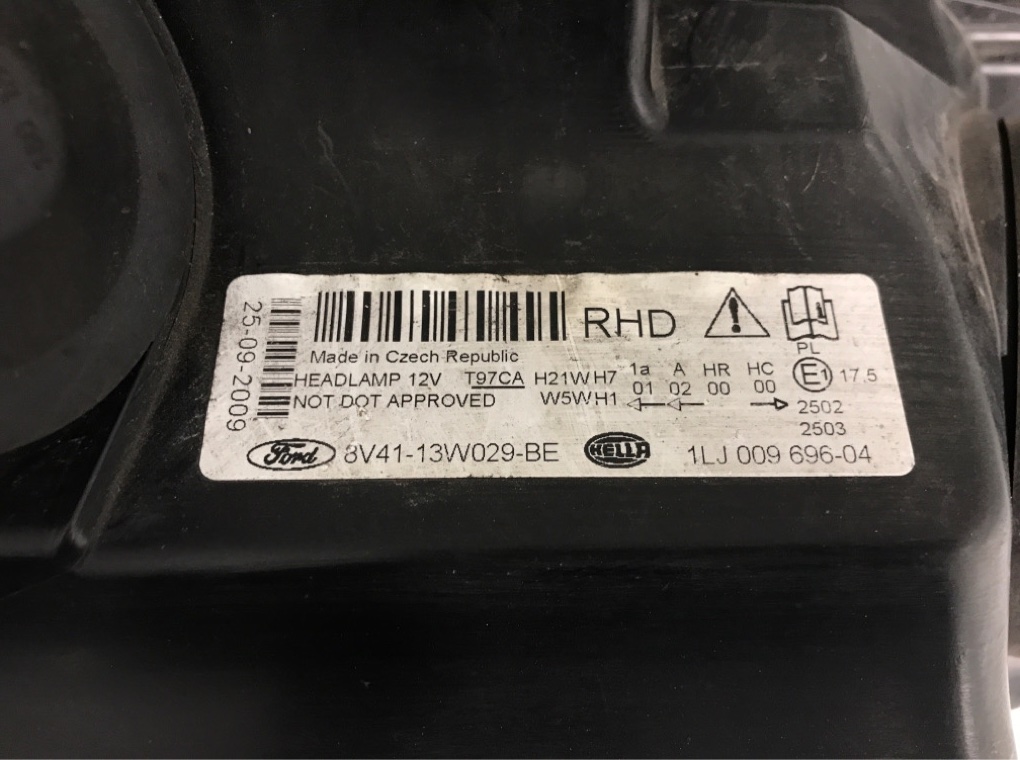 25-09-2009
RHD
Made in Czech Republic
HEADLAMP 12V T97CA H21W H7 1a A HR HC PL
NOT DOT APPROVED W5W H1 01 02 00 00 E1 17.5
2502
2503
Ford 8V41-13W029-BE HELLA 1LJ 009 696-04